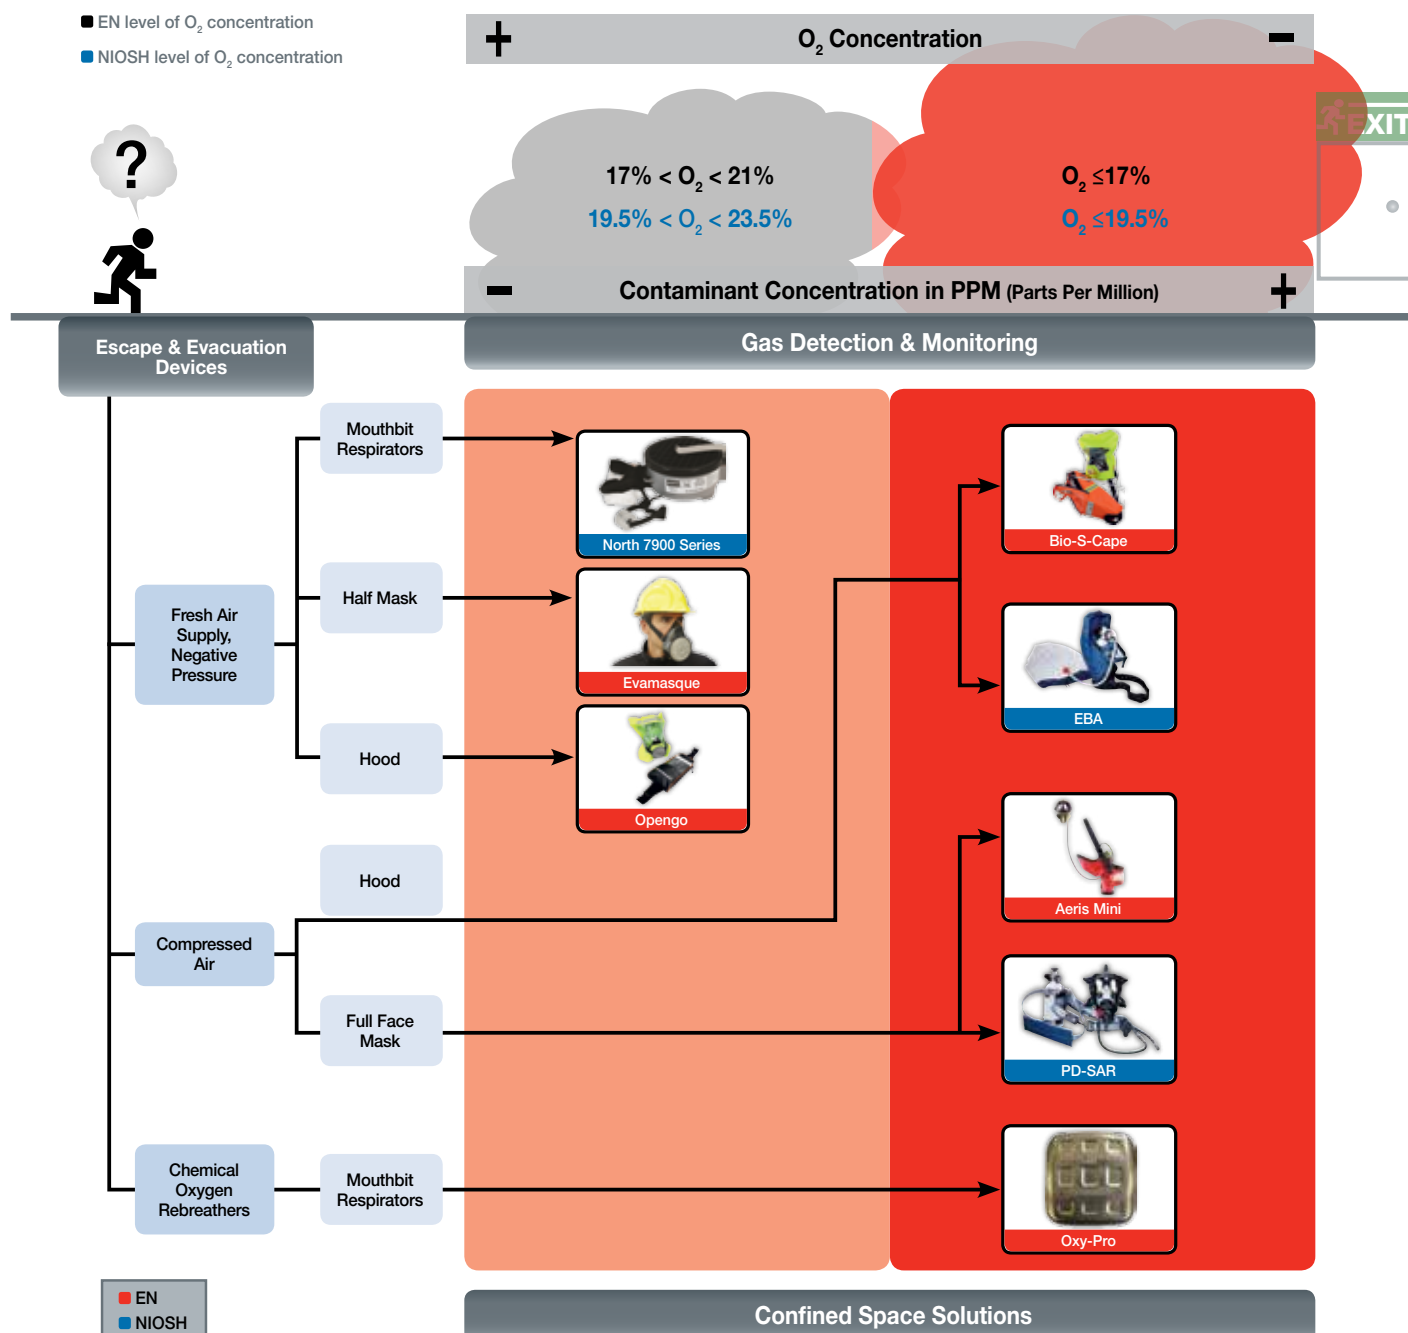 EN level of O2 concentration
NIOSH level of O2 concentration
+ O2 Concentration -
?
EXIT
17% < O2 < 21%
O2 ≤17%
19.5% < O2 < 23.5%
O2 ≤19.5%
- Contaminant Concentration in PPM (Parts Per Million) +
Escape & Evacuation
Devices
Gas Detection & Monitoring
Mouthbit
Respirators
North 7900 Series
Bio-S-Cape
Fresh Air
Supply,
Negative
Pressure
Half Mask
Evamasque
EBA
Hood
Opengo
Hood
Aeris Mini
Compressed
Air
Full Face
Mask
PD-SAR
Chemical
Oxygen
Rebreathers
Mouthbit
Respirators
Oxy-Pro
EN
NIOSH
Confined Space Solutions